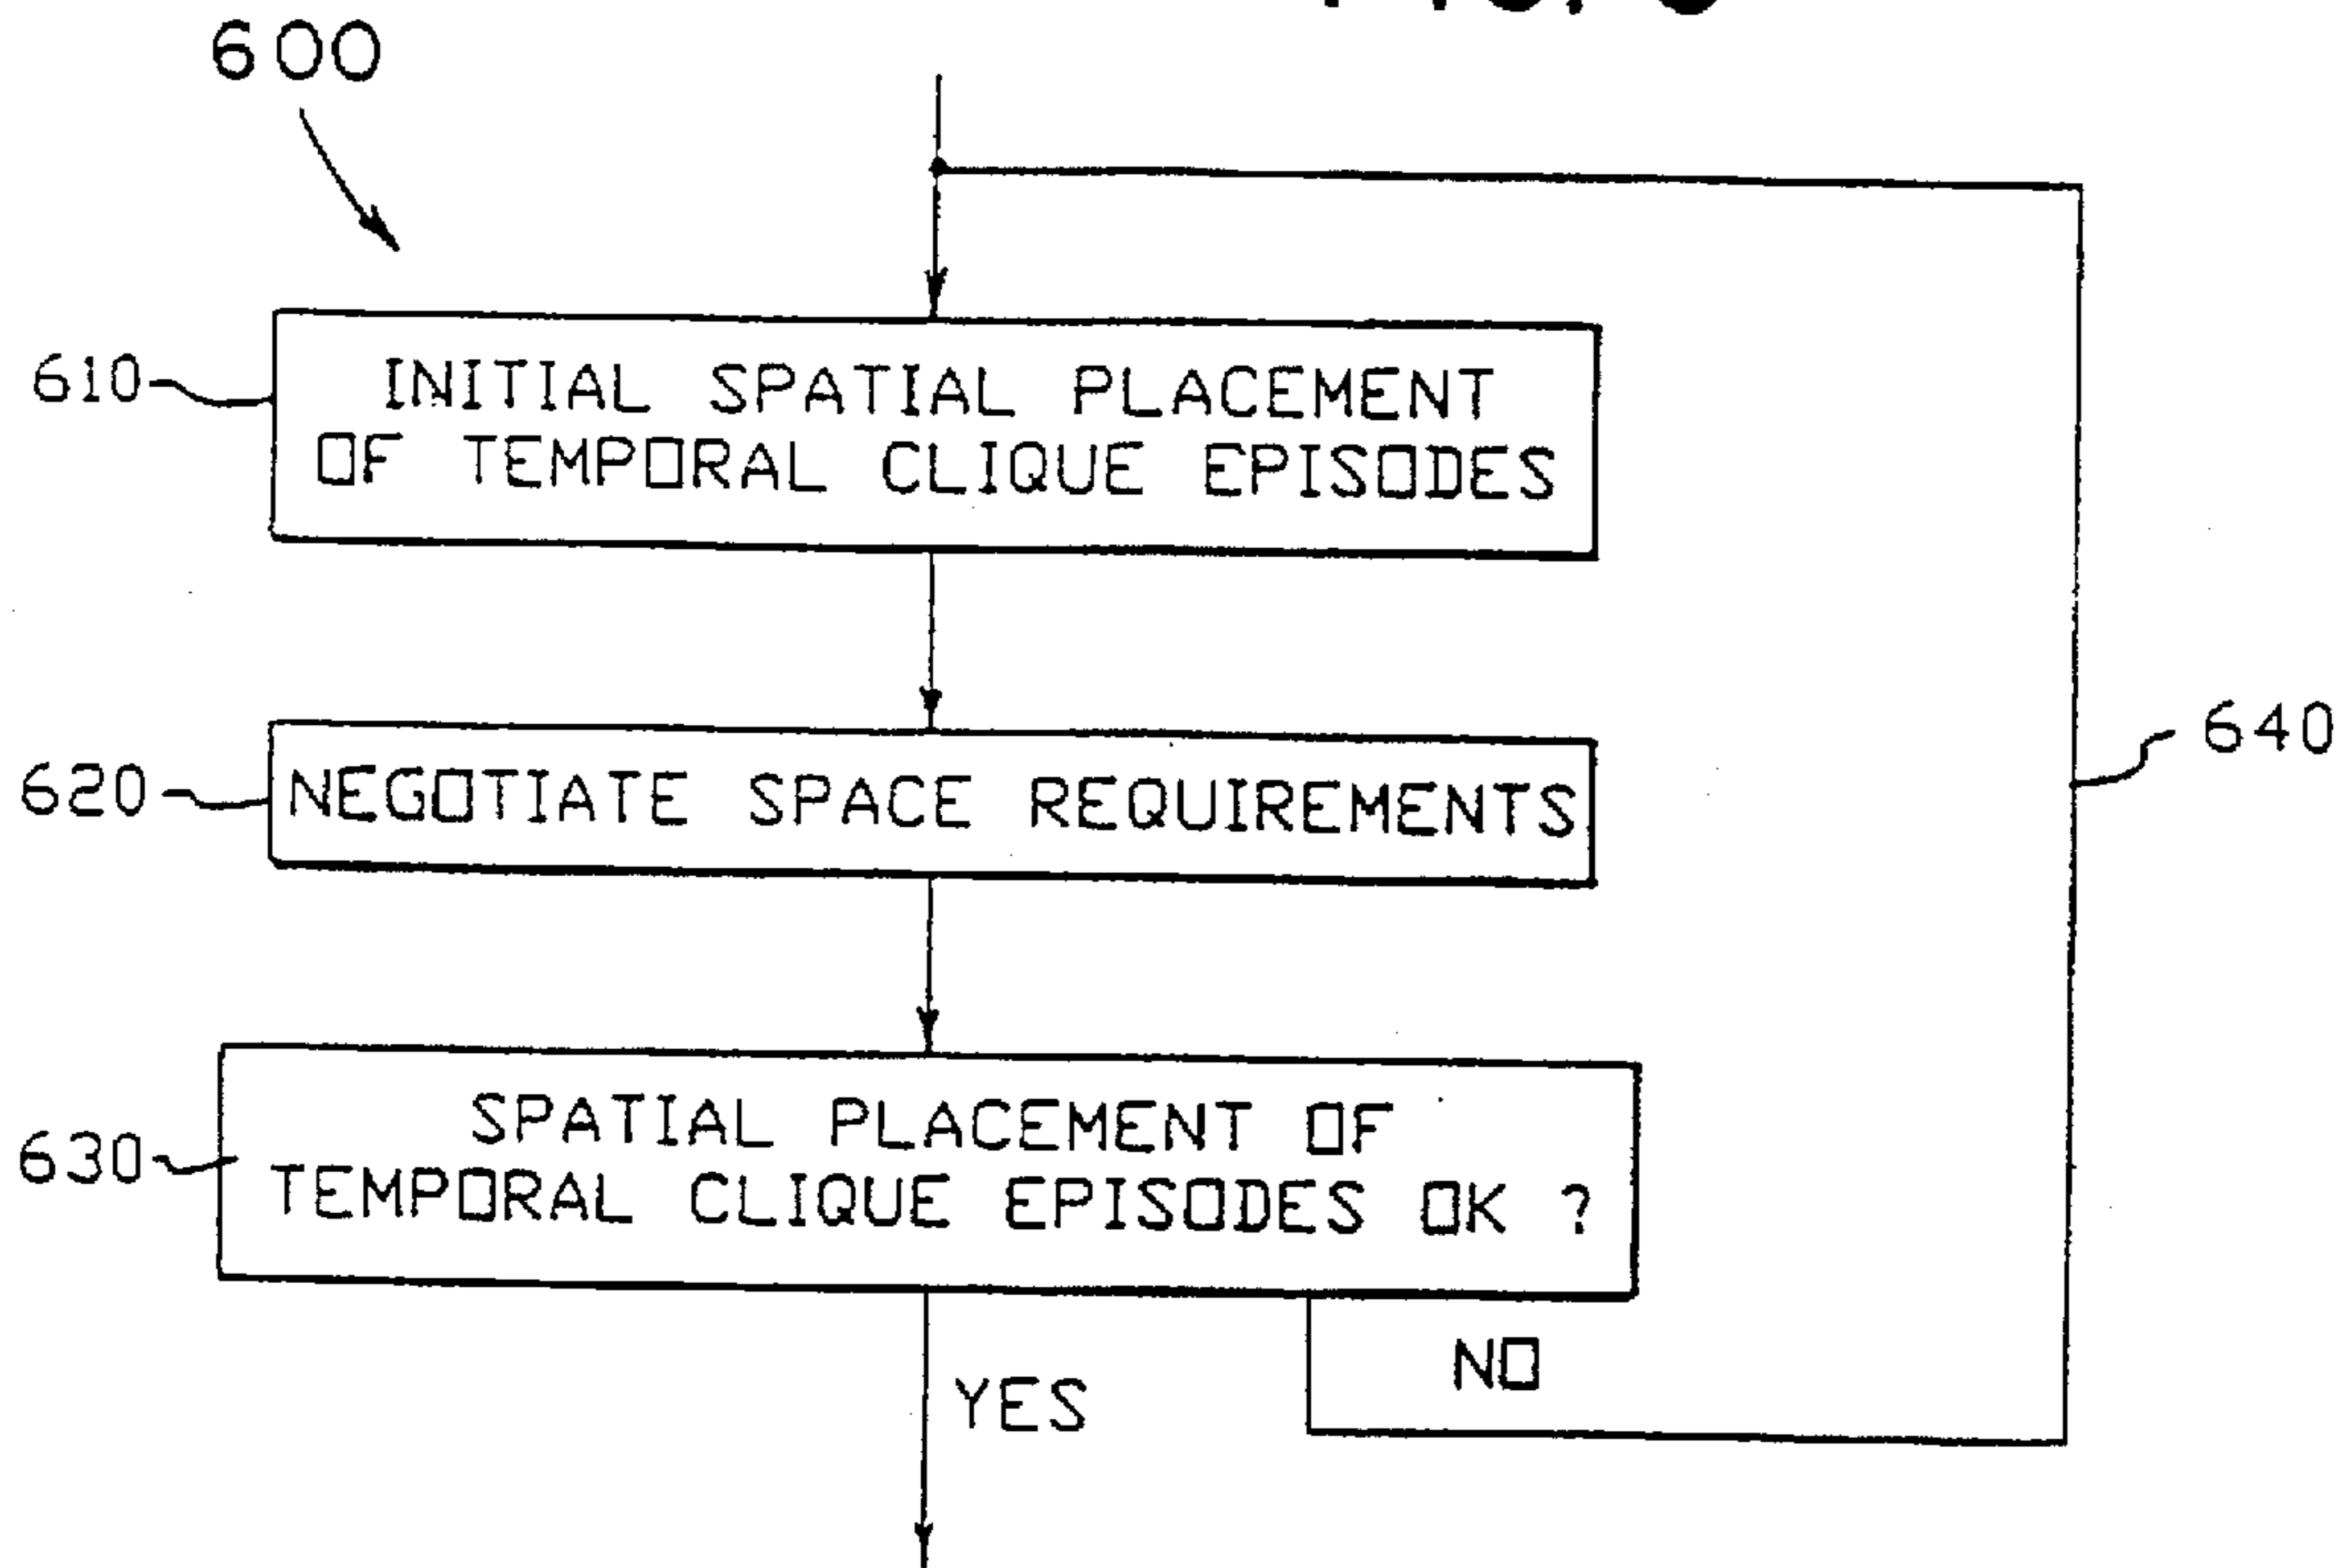 600
610
INITIAL SPATIAL PLACEMENT
OF TEMPORAL CLIQUE EPISODES
620
NEGOTIATE SPACE REQUIREMENTS
640
630
SPATIAL PLACEMENT OF
TEMPORAL CLIQUE EPISODES OK ?
NO
YES